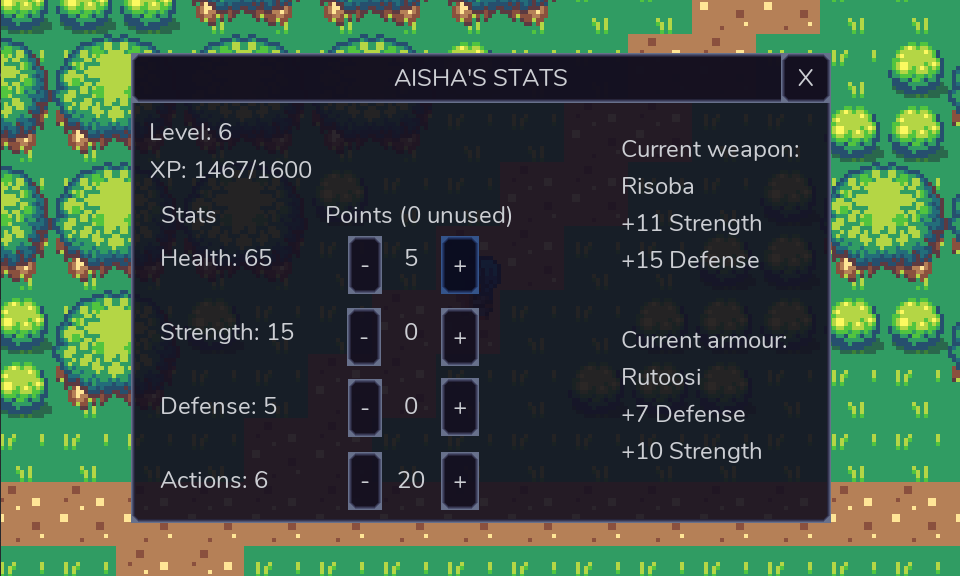 AISHA'S STATS
X
Level: 6
XP: 1467/1600
Stats
Points (0 unused)
Health: 65
- 5 +
Strength: 15
- 0 +
Defense: 5
- 0 +
Actions: 6
- 20 +
Current weapon:
Risoba
+11 Strength
+15 Defense
Current armour:
Rutoosi
+7 Defense
+10 Strength